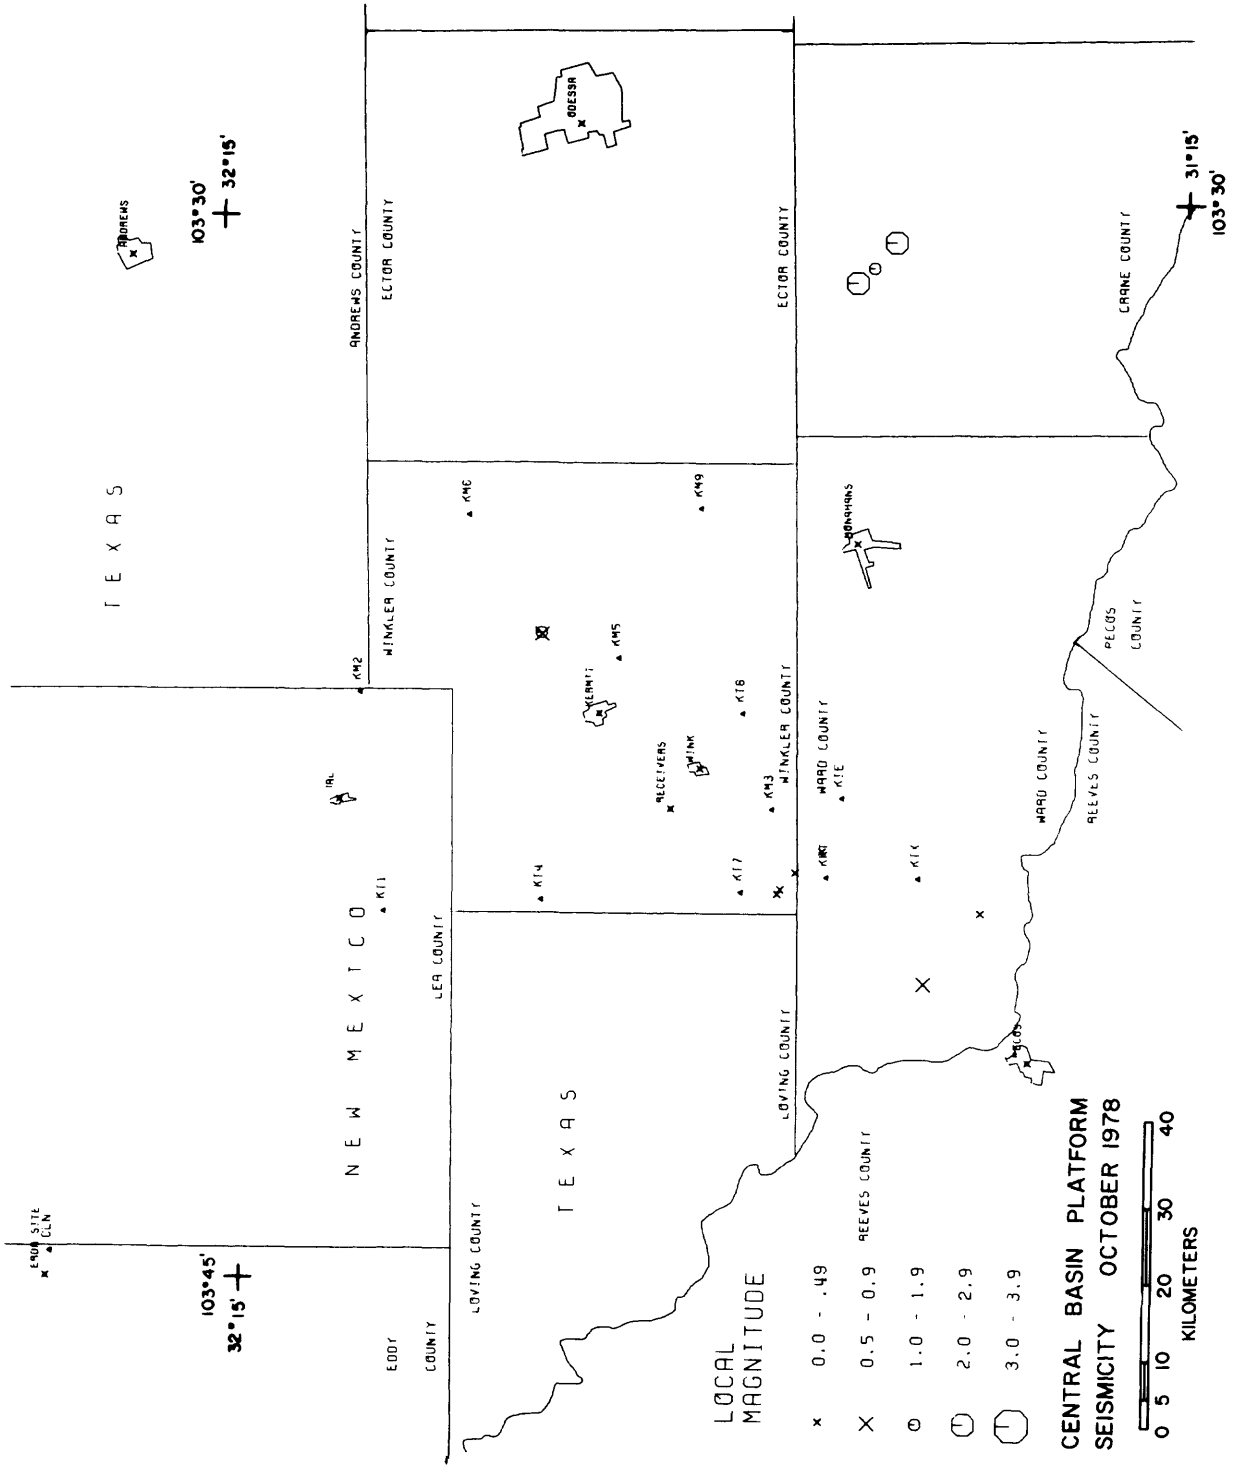 ERDA SITE
CLN
103°45'
32°15'
EDDY
COUNTY
NEW MEXICO
LEA COUNTY
KT1
JAL
KM2
TEXAS
ANDREWS
103°30'
32°15'
ANDREWS COUNTY
ECTOR COUNTY
WINKLER COUNTY
LOVING COUNTY
TEXAS
KT4
KERMIT
KM5
KM6
ODESSA
RECEIVERS
WINK
KT8
KM9
KT7
KM3
LOVING COUNTY
WINKLER COUNTY
ECTOR COUNTY
REEVES COUNTY
WARD COUNTY
KTE
MONAHANS
WARD COUNTY
REEVES COUNTY
PECOS
COUNTY
CRANE COUNTY
31°15'
103°30'
LOCAL
MAGNITUDE
0.0 - .49
0.5 - 0.9
1.0 - 1.9
2.0 - 2.9
3.0 - 3.9
CENTRAL BASIN PLATFORM
SEISMICITY OCTOBER 1978
0 5 10 20 30 40
KILOMETERS